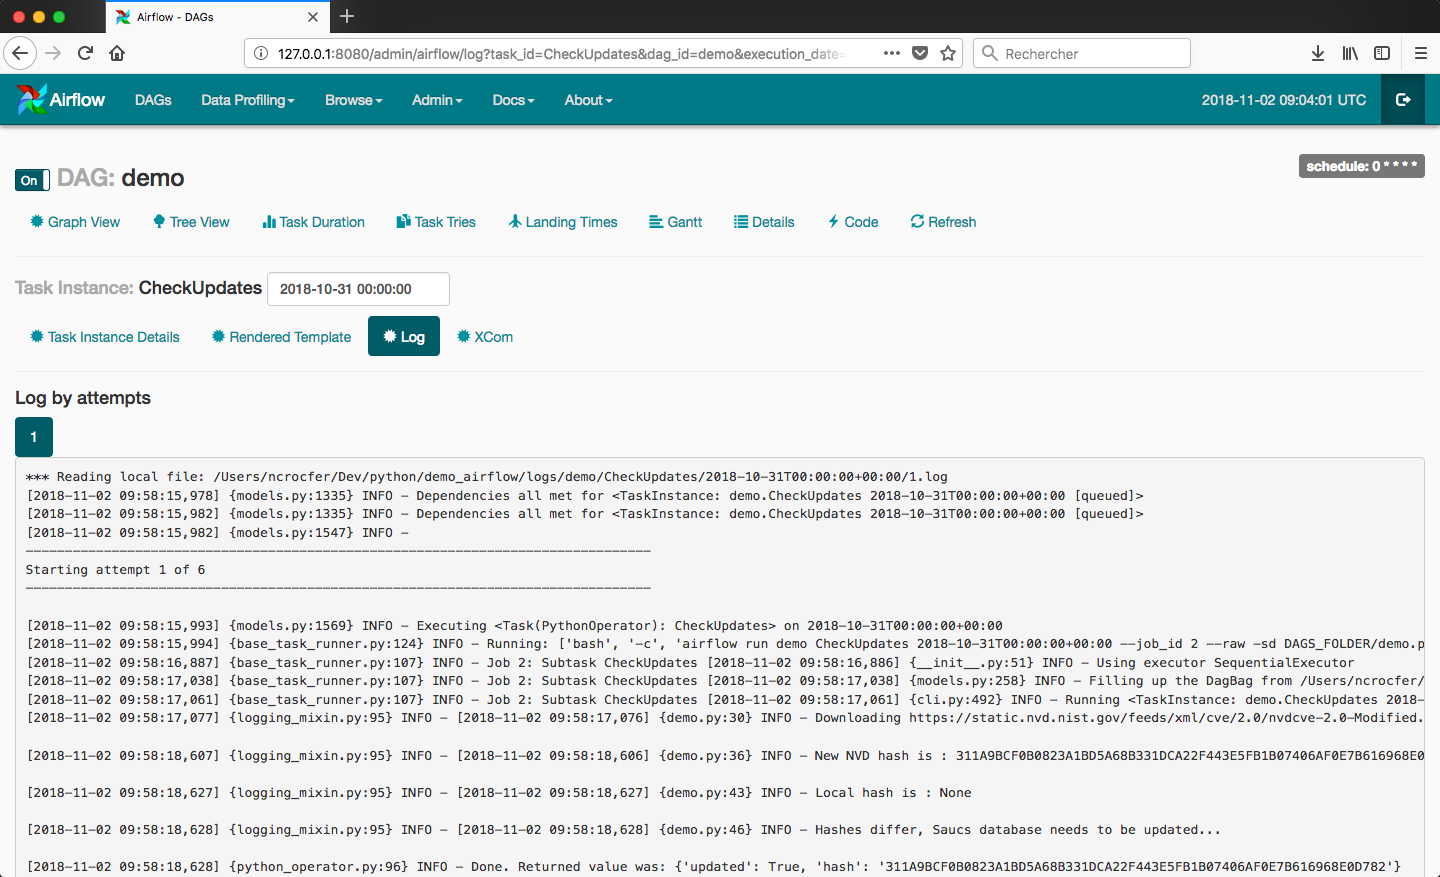 Airflow - DAGs
127.0.0.1:8080/admin/airflow/log?task_id=CheckUpdates&dag_id=demo&execution_date=
Rechercher
Airflow DAGs Data Profiling Browse Admin Docs About 2018-11-02 09:04:01 UTC
On DAG: demo
schedule: 0 * * * *
Graph View Tree View Task Duration Task Tries Landing Times Gantt Details Code Refresh
Task Instance: CheckUpdates 2018-10-31 00:00:00
Task Instance Details Rendered Template Log XCom
Log by attempts
1
*** Reading local file: /Users/ncrocfer/Dev/python/demo_airflow/logs/demo/CheckUpdates/2018-10-31T00:00:00+00:00/1.log
[2018-11-02 09:58:15,978] {models.py:1335} INFO - Dependencies all met for <TaskInstance: demo.CheckUpdates 2018-10-31T00:00:00+00:00 [queued]>
[2018-11-02 09:58:15,982] {models.py:1335} INFO - Dependencies all met for <TaskInstance: demo.CheckUpdates 2018-10-31T00:00:00+00:00 [queued]>
[2018-11-02 09:58:15,982] {models.py:1547} INFO -
--------------------------------------------------------------------------------
Starting attempt 1 of 6
--------------------------------------------------------------------------------
[2018-11-02 09:58:15,993] {models.py:1569} INFO - Executing <Task(PythonOperator): CheckUpdates> on 2018-10-31T00:00:00+00:00
[2018-11-02 09:58:15,994] {base_task_runner.py:124} INFO - Running: ['bash', '-c', 'airflow run demo CheckUpdates 2018-10-31T00:00:00+00:00 --job_id 2 --raw -sd DAGS_FOLDER/demo.p
[2018-11-02 09:58:16,887] {base_task_runner.py:107} INFO - Job 2: Subtask CheckUpdates [2018-11-02 09:58:16,886] {__init__.py:51} INFO - Using executor SequentialExecutor
[2018-11-02 09:58:17,038] {base_task_runner.py:107} INFO - Job 2: Subtask CheckUpdates [2018-11-02 09:58:17,038] {models.py:258} INFO - Filling up the DagBag from /Users/ncrocfer/
[2018-11-02 09:58:17,061] {base_task_runner.py:107} INFO - Job 2: Subtask CheckUpdates [2018-11-02 09:58:17,061] {cli.py:492} INFO - Running <TaskInstance: demo.CheckUpdates 2018-
[2018-11-02 09:58:17,077] {logging_mixin.py:95} INFO - [2018-11-02 09:58:17,076] {demo.py:30} INFO - Downloading https://static.nvd.nist.gov/feeds/xml/cve/2.0/nvdcve-2.0-Modified.
[2018-11-02 09:58:18,607] {logging_mixin.py:95} INFO - [2018-11-02 09:58:18,606] {demo.py:36} INFO - New NVD hash is : 311A9BCF0B0823A1BD5A68B331DCA22F443E5FB1B07406AF0E7B616968E0
[2018-11-02 09:58:18,627] {logging_mixin.py:95} INFO - [2018-11-02 09:58:18,627] {demo.py:43} INFO - Local hash is : None
[2018-11-02 09:58:18,628] {logging_mixin.py:95} INFO - [2018-11-02 09:58:18,628] {demo.py:46} INFO - Hashes differ, Saucs database needs to be updated...
[2018-11-02 09:58:18,628] {python_operator.py:96} INFO - Done. Returned value was: {'updated': True, 'hash': '311A9BCF0B0823A1BD5A68B331DCA22F443E5FB1B07406AF0E7B616968E0D782'}